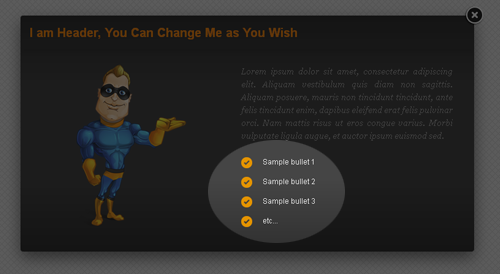 I am Header, You Can Change Me as You Wish
Lorem ipsum dolor sit amet, consectetur adipiscing
elit. Aliquam vestibulum quis diam non sagittis.
Aliquam posuere, mauris non tincidunt tincidunt, ante
felis tincidunt enim, dapibus eleifend erat felis pulvinar
orci. Nam mattis risus ut eros congue varius. Morbi
vulputate ligula augue, et auctor ipsum euismod sed.
Sample bullet 1
Sample bullet 2
Sample bullet 3
etc...